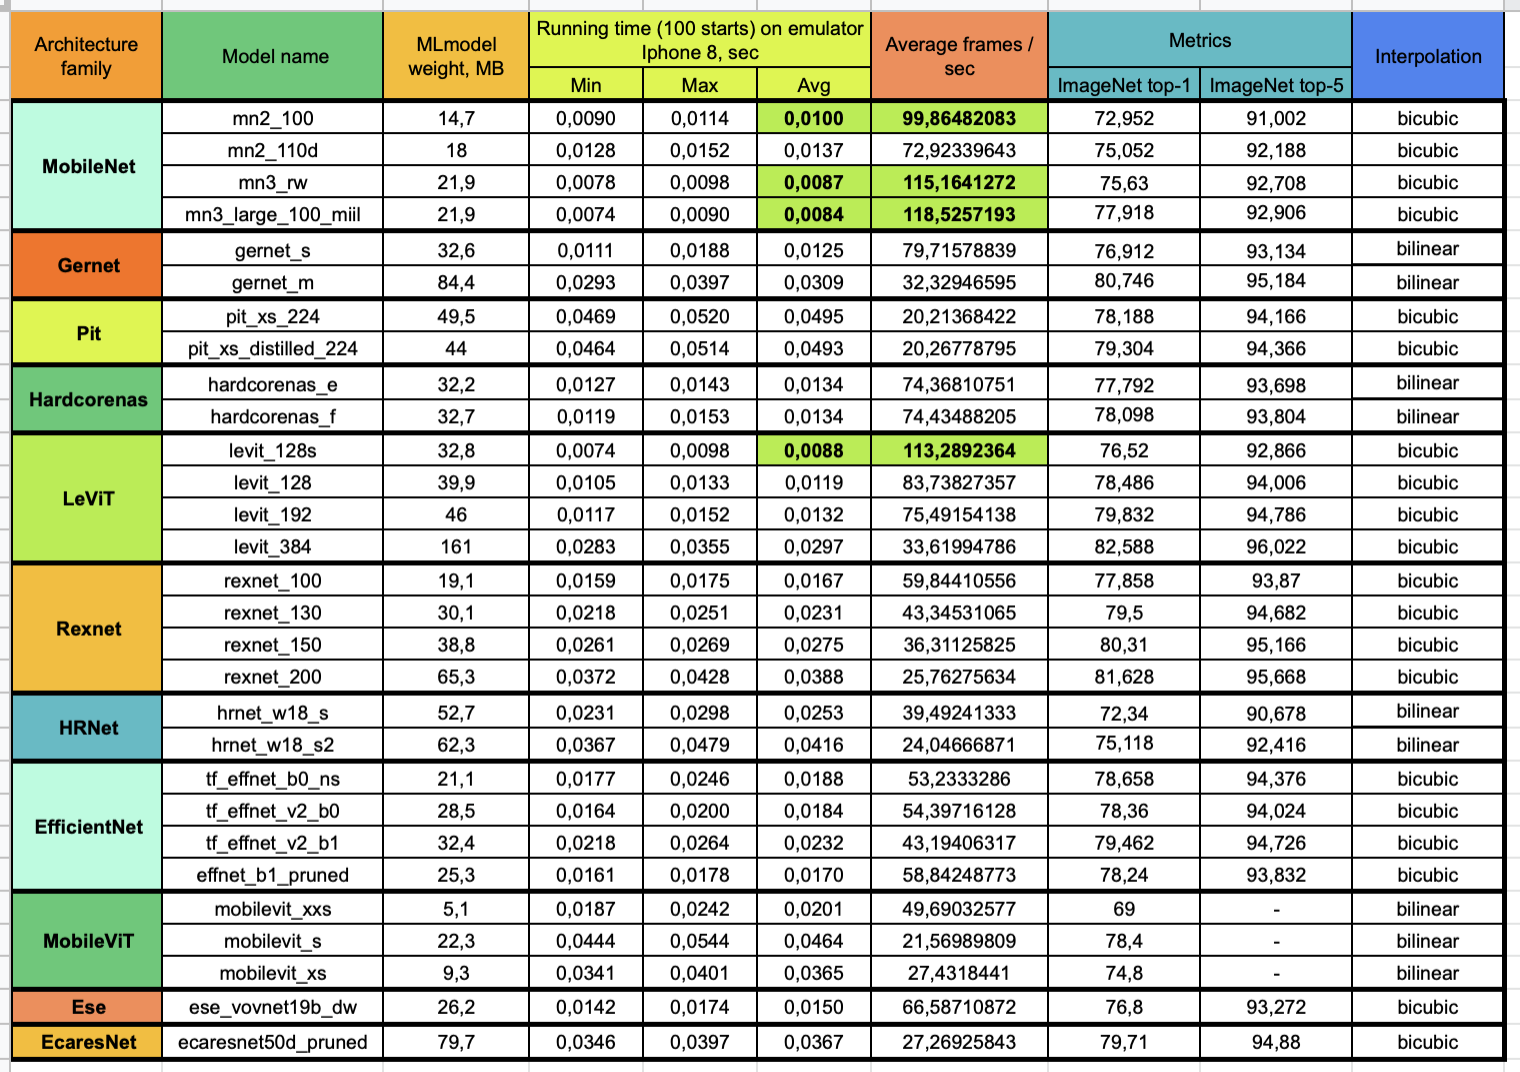 Architecture family
Model name
MLmodel weight, MB
Running time (100 starts) on emulator Iphone 8, sec
Average frames / sec
Metrics
Interpolation
Min Max Avg ImageNet top-1 ImageNet top-5
MobileNet
mn2_100 14,7 0,0090 0,0114 0,0100 99,86482083 72,952 91,002 bicubic
mn2_110d 18 0,0128 0,0152 0,0137 72,92339643 75,052 92,188 bicubic
mn3_rw 21,9 0,0078 0,0098 0,0087 115,1641272 75,63 92,708 bicubic
mn3_large_100_miil 21,9 0,0074 0,0090 0,0084 118,5257193 77,918 92,906 bicubic
Gernet
gernet_s 32,6 0,0111 0,0188 0,0125 79,71578839 76,912 93,134 bilinear
gernet_m 84,4 0,0293 0,0397 0,0309 32,32946595 80,746 95,184 bilinear
Pit
pit_xs_224 49,5 0,0469 0,0520 0,0495 20,21368422 78,188 94,166 bicubic
pit_xs_distilled_224 44 0,0464 0,0514 0,0493 20,26778795 79,304 94,366 bicubic
Hardcorenas
hardcorenas_e 32,2 0,0127 0,0143 0,0134 74,36810751 77,792 93,698 bilinear
hardcorenas_f 32,7 0,0119 0,0153 0,0134 74,43488205 78,098 93,804 bilinear
LeViT
levit_128s 32,8 0,0074 0,0098 0,0088 113,2892364 76,52 92,866 bicubic
levit_128 39,9 0,0105 0,0133 0,0119 83,73827357 78,486 94,006 bicubic
levit_192 46 0,0117 0,0152 0,0132 75,49154138 79,832 94,786 bicubic
levit_384 161 0,0283 0,0355 0,0297 33,61994786 82,588 96,022 bicubic
Rexnet
rexnet_100 19,1 0,0159 0,0175 0,0167 59,84410556 77,858 93,87 bicubic
rexnet_130 30,1 0,0218 0,0251 0,0231 43,34531065 79,5 94,682 bicubic
rexnet_150 38,8 0,0261 0,0269 0,0275 36,31125825 80,31 95,166 bicubic
rexnet_200 65,3 0,0372 0,0428 0,0388 25,76275634 81,628 95,668 bicubic
HRNet
hrnet_w18_s 52,7 0,0231 0,0298 0,0253 39,49241333 72,34 90,678 bilinear
hrnet_w18_s2 62,3 0,0367 0,0479 0,0416 24,04666871 75,118 92,416 bilinear
EfficientNet
tf_effnet_b0_ns 21,1 0,0177 0,0246 0,0188 53,2333286 78,658 94,376 bicubic
tf_effnet_v2_b0 28,5 0,0164 0,0200 0,0184 54,39716128 78,36 94,024 bicubic
tf_effnet_v2_b1 32,4 0,0218 0,0264 0,0232 43,19406317 79,462 94,726 bicubic
effnet_b1_pruned 25,3 0,0161 0,0178 0,0170 58,84248773 78,24 93,832 bicubic
MobileViT
mobilevit_xxs 5,1 0,0187 0,0242 0,0201 49,69032577 69 - bilinear
mobilevit_s 22,3 0,0444 0,0544 0,0464 21,56989809 78,4 - bilinear
mobilevit_xs 9,3 0,0341 0,0401 0,0365 27,4318441 74,8 - bilinear
Ese
ese_vovnet19b_dw 26,2 0,0142 0,0174 0,0150 66,58710872 76,8 93,272 bicubic
EcaresNet
ecaresnet50d_pruned 79,7 0,0346 0,0397 0,0367 27,26925843 79,71 94,88 bicubic